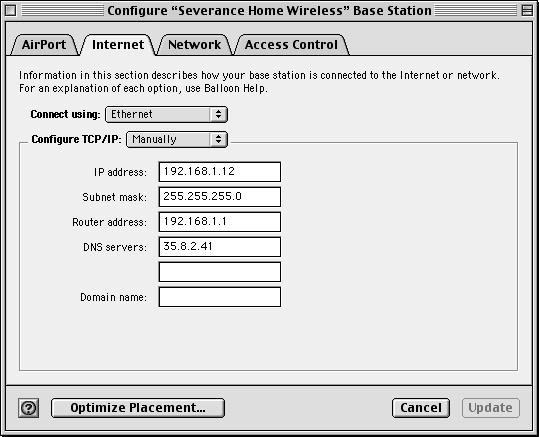 Configure “Severance Home Wireless” Base Station
AirPort Internet Network Access Control
Information in this section describes how your base station is connected to the Internet or network.
For an explanation of each option, use Balloon Help.
Connect using: Ethernet
Configure TCP/IP: Manually
IP address: 192.168.1.12
Subnet mask: 255.255.255.0
Router address: 192.168.1.1
DNS servers: 35.8.2.41
Domain name:
? Optimize Placement... Cancel Update